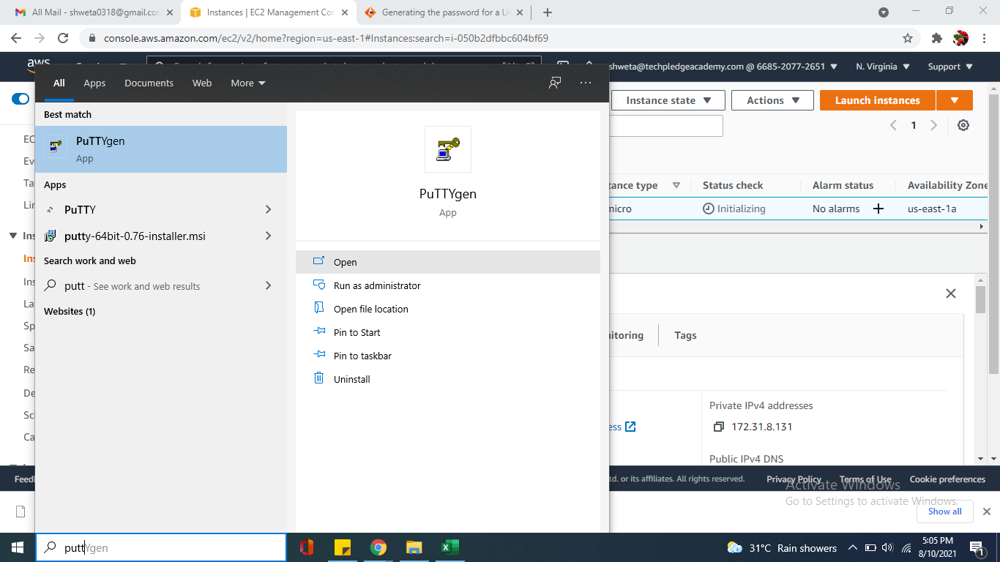 All Mail - shweta0318@gmail.co
Instances | EC2 Management Con
Generating the password for a Li
console.aws.amazon.com/ec2/v2/home?region=us-east-1#Instances:search=i-050b2dfbbc604bf69
aws
shweta@techpledgeacademy.com @ 6685-2077-2651
N. Virginia
Support
All
Apps
Documents
Web
More
Instance state
Actions
Launch instances
1
Best match
PuTTYgen
App
Apps
PuTTY
putty-64bit-0.76-installer.msi
Search work and web
putt - See work and web results
Websites (1)
PuTTYgen
App
Open
Run as administrator
Open file location
Pin to Start
Pin to taskbar
Uninstall
EC
Ev
Ta
Lin
Ins
Ins
Ins
La
Sp
Sa
Re
De
Sc
Ca
tance type
Status check
Alarm status
Availability Zone
micro
Initializing
No alarms
us-east-1a
nitoring
Tags
Private IPv4 addresses
ess
172.31.8.131
Public IPv4 DNS
Feed
td. or its affiliates. All rights reserved.
Privacy Policy
Terms of Use
Cookie preferences
Activate Windows
Go to Settings to activate Windows.
Show all
puttYgen
31°C Rain showers
5:05 PM
8/10/2021
1